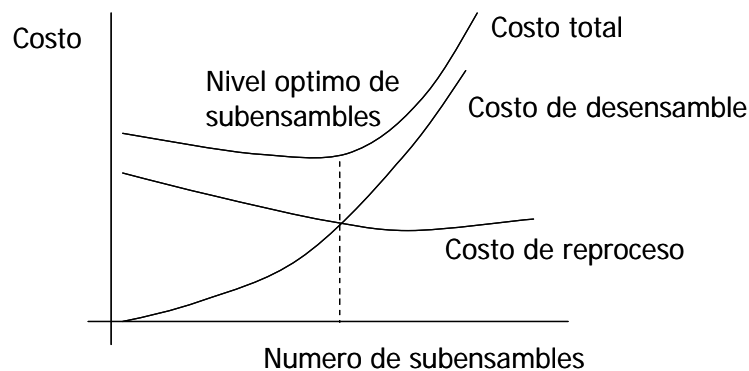 Costo
Costo total
Nivel optimo de
subensambles
Costo de desensamble
Costo de reproceso
Numero de subensambles